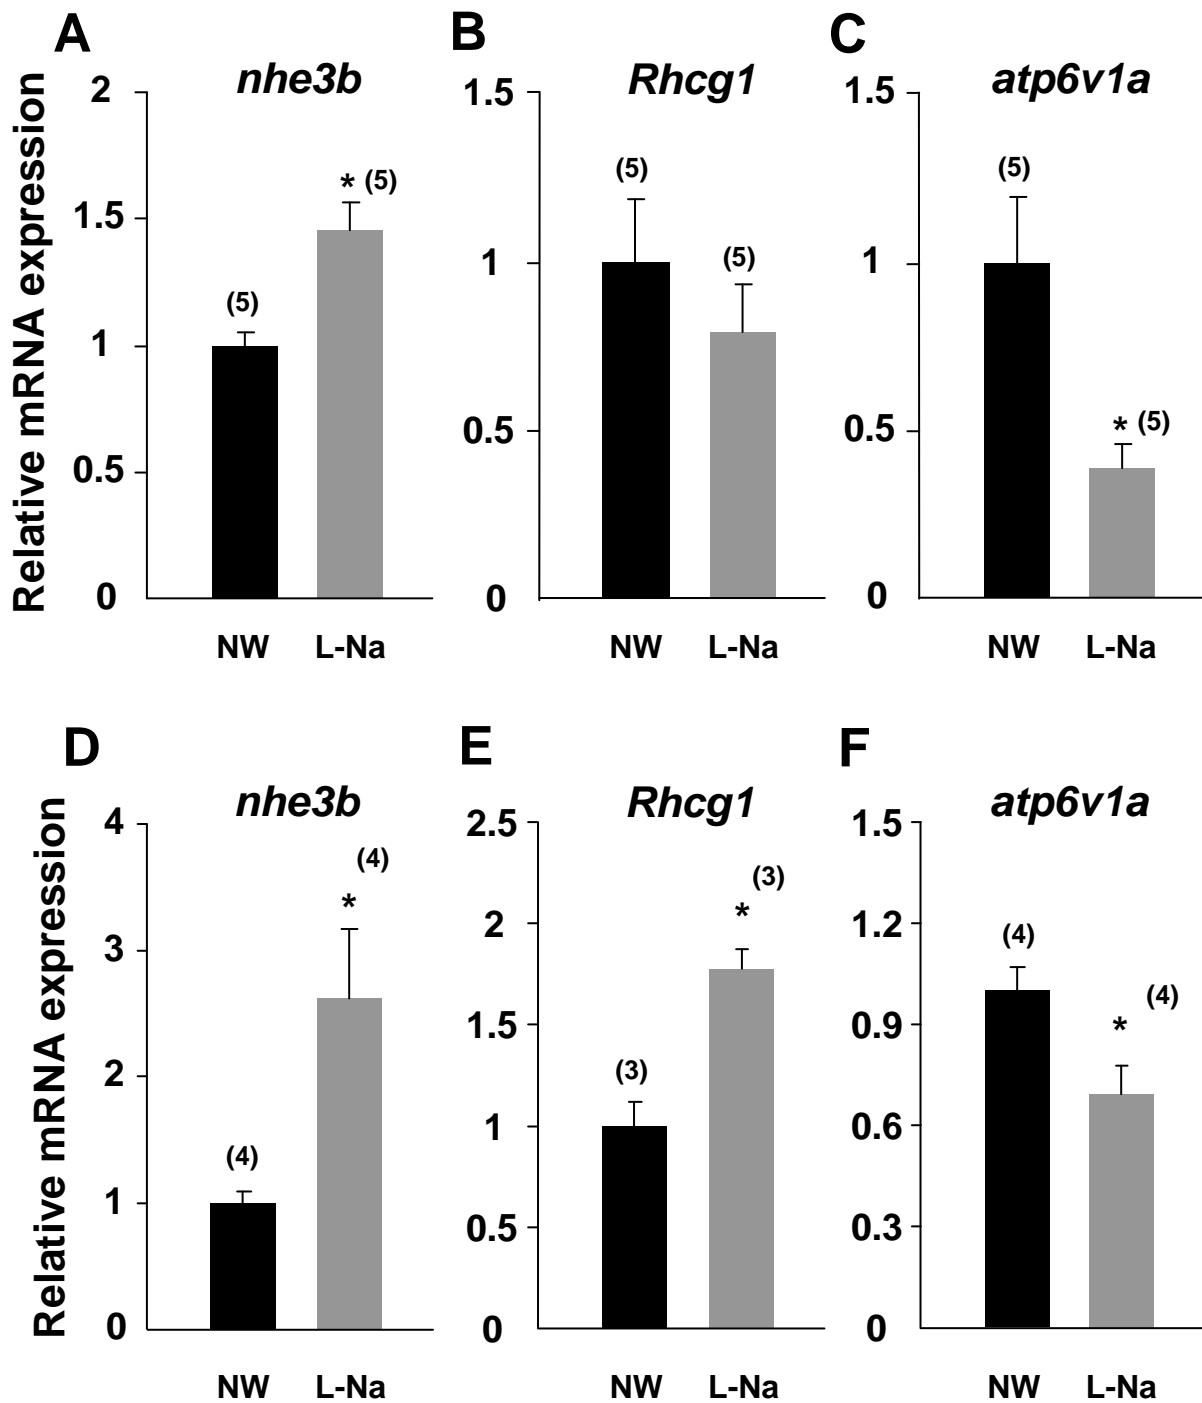 A
nhe3b
Relative mRNA expression
2
1.5
1
0.5
0
(5)
* (5)
NW L-Na
B
Rhcg1
1.5
1
0.5
0
(5)
(5)
NW L-Na
C
atp6v1a
1.5
1
0.5
0
(5)
* (5)
NW L-Na
D
nhe3b
Relative mRNA expression
4
3
2
1
0
(4)
(4)
*
NW L-Na
E
Rhcg1
2.5
2
1.5
1
0.5
0
(3)
(3)
*
NW L-Na
F
atp6v1a
1.5
1.2
0.9
0.6
0.3
0
(4)
(4)
*
NW L-Na